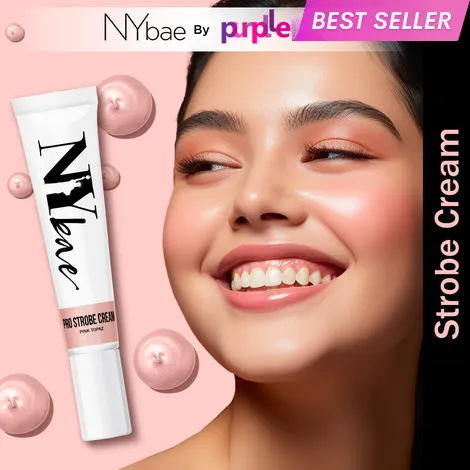 NYbae By purplle
BEST SELLER
NYbae
PRO STROBE CREAM
PINK TOPAZ
Strobe Cream